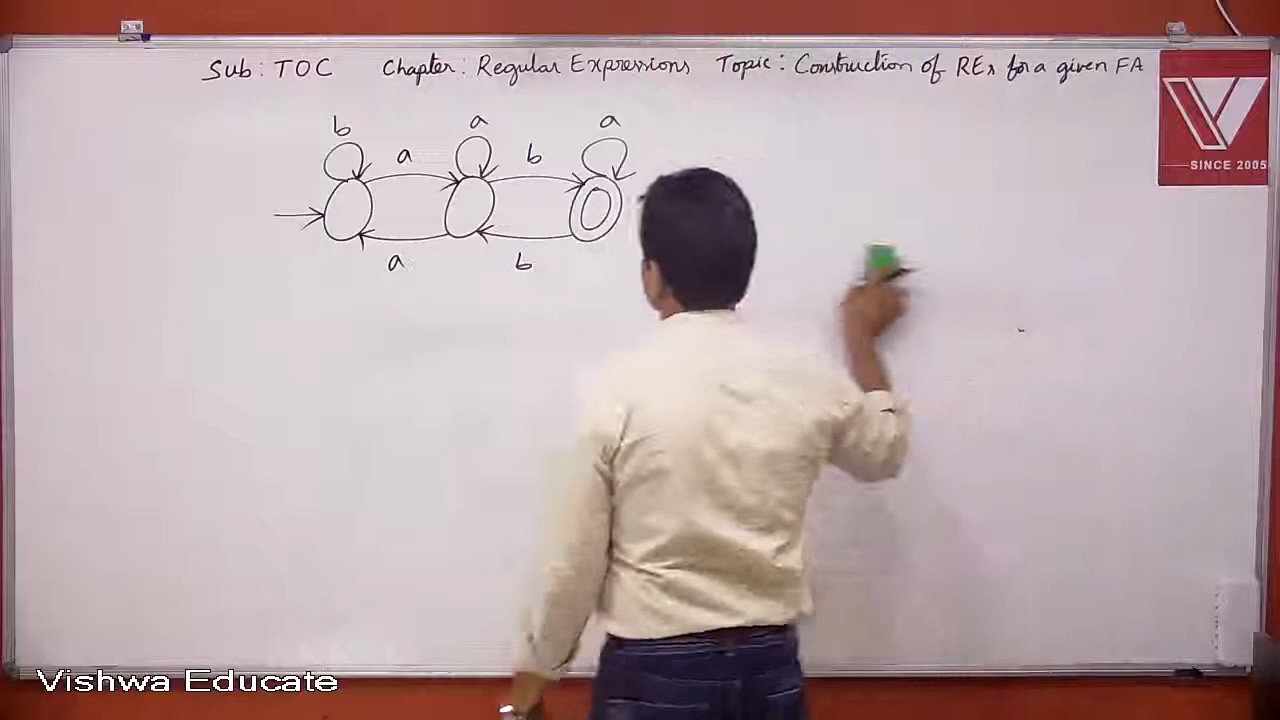 Sub : TOC Chapter : Regular Expressions Topic : Construction of REs for a given FA
b a a
a b
a b
SINCE 2005
Vishwa Educate